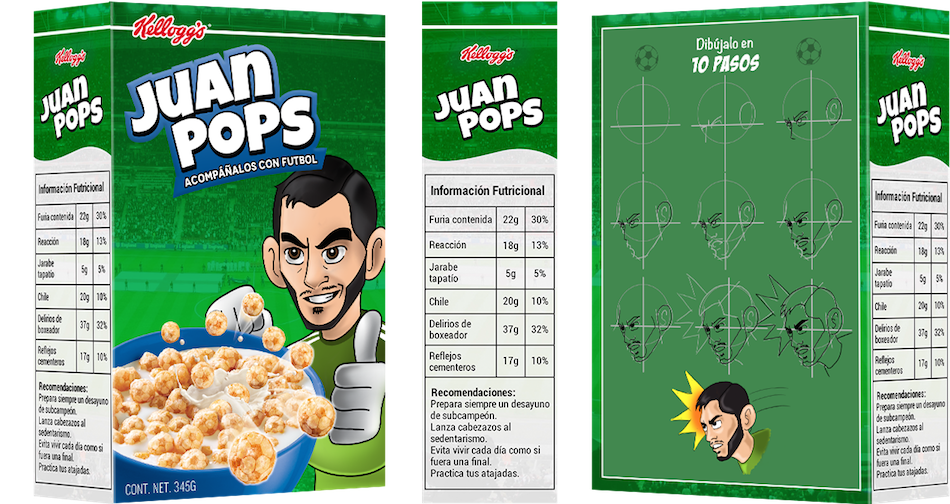 Kellogg's
JUAN
POPS
Información Futricional
Furia contenida 22g 30%
Reacción 18g 13%
Jarabe
tapatío 5g 5%
Chile 20g 10%
Delirios de
boxeador 37g 32%
Reflejos
cementeros 17g 10%
Recomendaciones:
Prepara siempre un desayuno
de subcampeón.
Lanza cabezazos al
sedentarismo.
Evita vivir cada día como si
fuera una final.
Practica tus atajadas.
Kellogg's
JUAN
POPS
ACOMPÁÑALOS CON FUTBOL
CONT. NET. 345G
Kellogg's
JUAN
POPS
Información Futricional
Furia contenida 22g 30%
Reacción 18g 13%
Jarabe
tapatío 5g 5%
Chile 20g 10%
Delirios de
boxeador 37g 32%
Reflejos
cementeros 17g 10%
Recomendaciones:
Prepara siempre un desayuno
de subcampeón.
Lanza cabezazos al
sedentarismo.
Evita vivir cada día como si
fuera una final.
Practica tus atajadas.
Dibújalo en
10 PASOS
Kellogg's
JUAN
POPS
Información Futricional
Furia contenida 22g 30%
Reacción 18g 13%
Jarabe
tapatío 5g 5%
Chile 20g 10%
Delirios de
boxeador 37g 32%
Reflejos
cementeros 17g 10%
Recomendaciones:
Prepara siempre un desayuno
de subcampeón.
Lanza cabezazos al
sedentarismo.
Evita vivir cada día como si
fuera una final.
Practica tus atajadas.